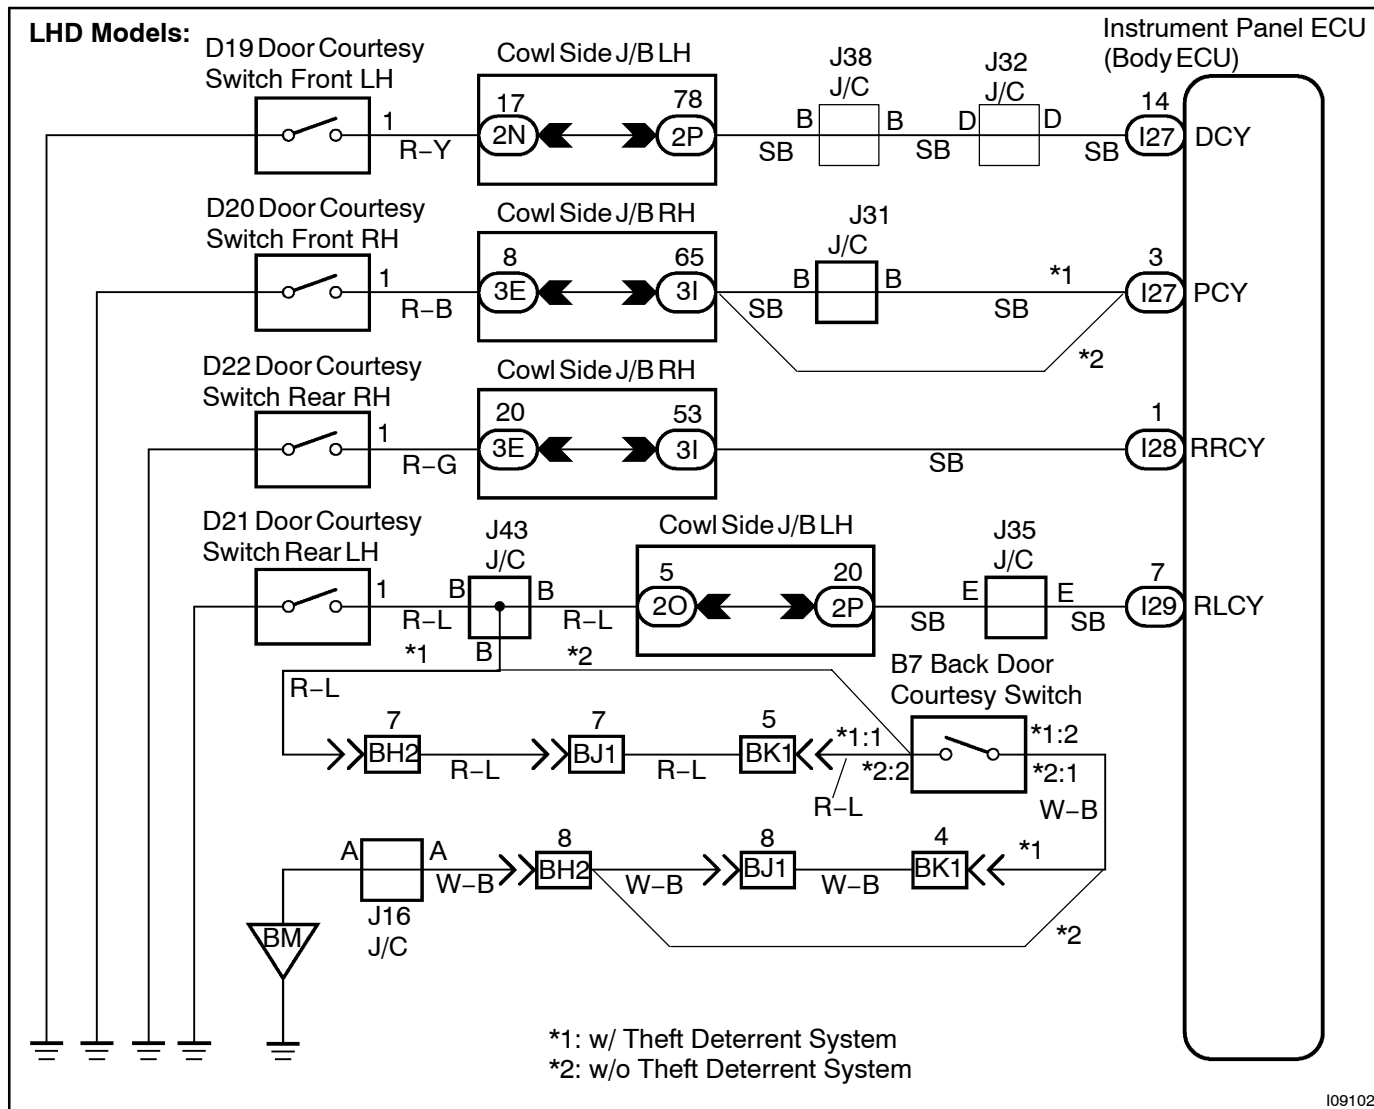 LHD Models:
D19 Door Courtesy
Switch Front LH
Cowl Side J/B LH
J38
J/C
J32
J/C
Instrument Panel ECU
(Body ECU)
1
R–Y
17
2N
78
2P
SB
B
B
SB
D
D
SB
14
I27
DCY
D20 Door Courtesy
Switch Front RH
Cowl Side J/B RH
J31
J/C
1
R–B
8
3E
65
3I
SB
B
B
SB
*1
*2
3
I27
PCY
D22 Door Courtesy
Switch Rear RH
Cowl Side J/B RH
1
R–G
20
3E
53
3I
SB
1
I28
RRCY
D21 Door Courtesy
Switch Rear LH
J43
J/C
Cowl Side J/B LH
J35
J/C
1
R–L
B
B
B
R–L
5
2O
20
2P
SB
E
E
SB
7
I29
RLCY
*1
*2
B7 Back Door
Courtesy Switch
R–L
7
BH2
R–L
7
BJ1
R–L
5
BK1
*1:1
*2:2
R–L
*1:2
*2:1
W–B
A
A
J16
J/C
W–B
8
BH2
W–B
8
BJ1
W–B
4
BK1
*1
*2
BM
*1: w/ Theft Deterrent System
*2: w/o Theft Deterrent System
I09102